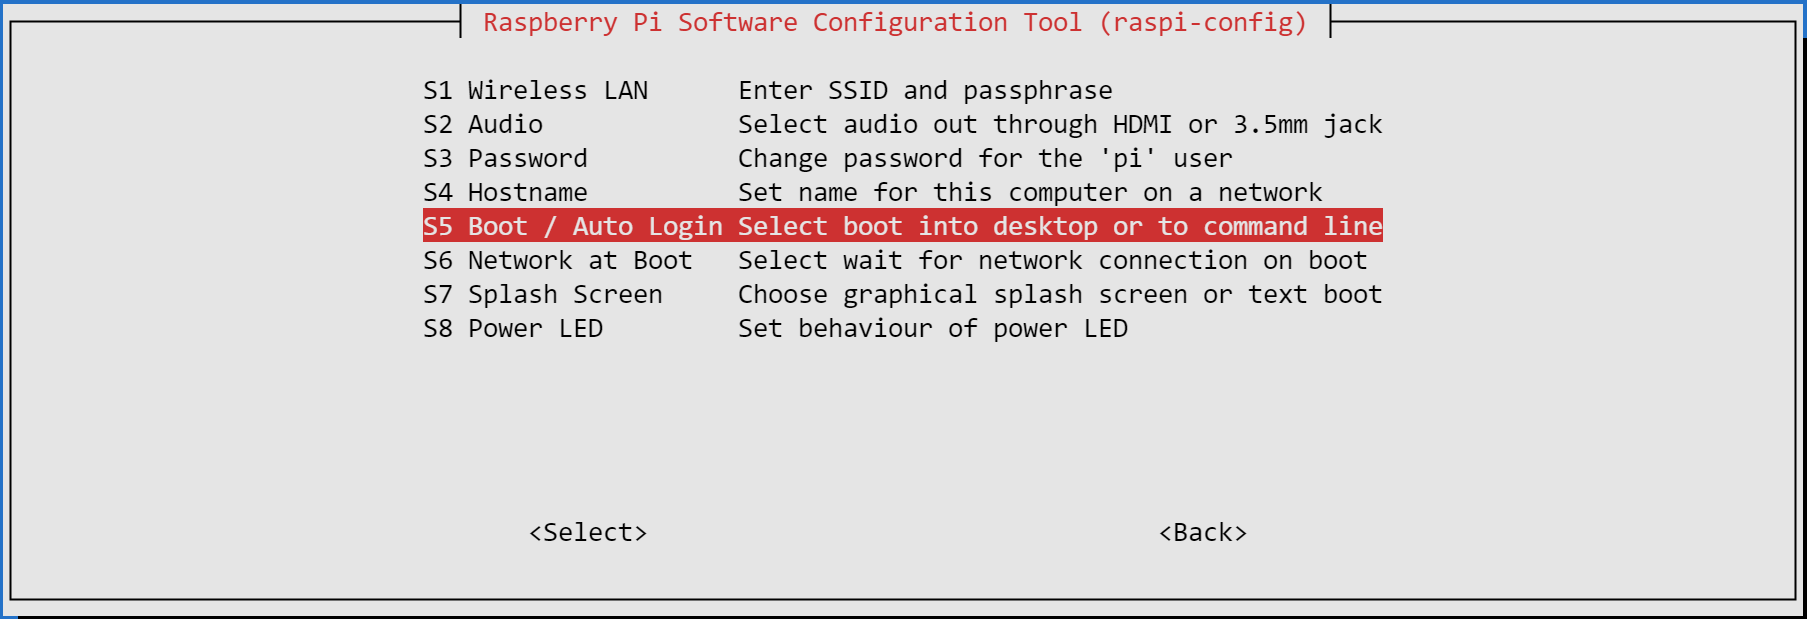 Raspberry Pi Software Configuration Tool (raspi-config)
S1 Wireless LAN Enter SSID and passphrase
S2 Audio Select audio out through HDMI or 3.5mm jack
S3 Password Change password for the 'pi' user
S4 Hostname Set name for this computer on a network
S5 Boot / Auto Login Select boot into desktop or to command line
S6 Network at Boot Select wait for network connection on boot
S7 Splash Screen Choose graphical splash screen or text boot
S8 Power LED Set behaviour of power LED
<Select> <Back>